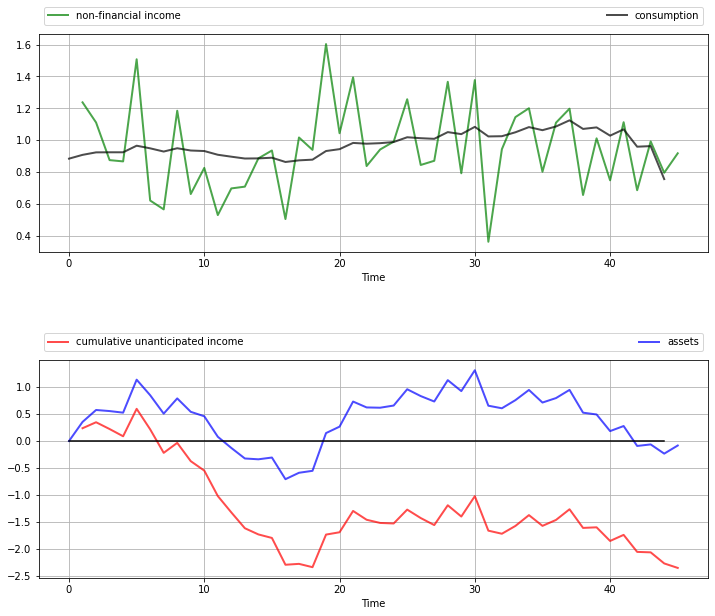 non-financial income consumption
1.6
1.4
1.2
1.0
0.8
0.6
0.4
0 10 20 30 40
Time
cumulative unanticipated income assets
1.0
0.5
0.0
−0.5
−1.0
−1.5
−2.0
−2.5
0 10 20 30 40
Time